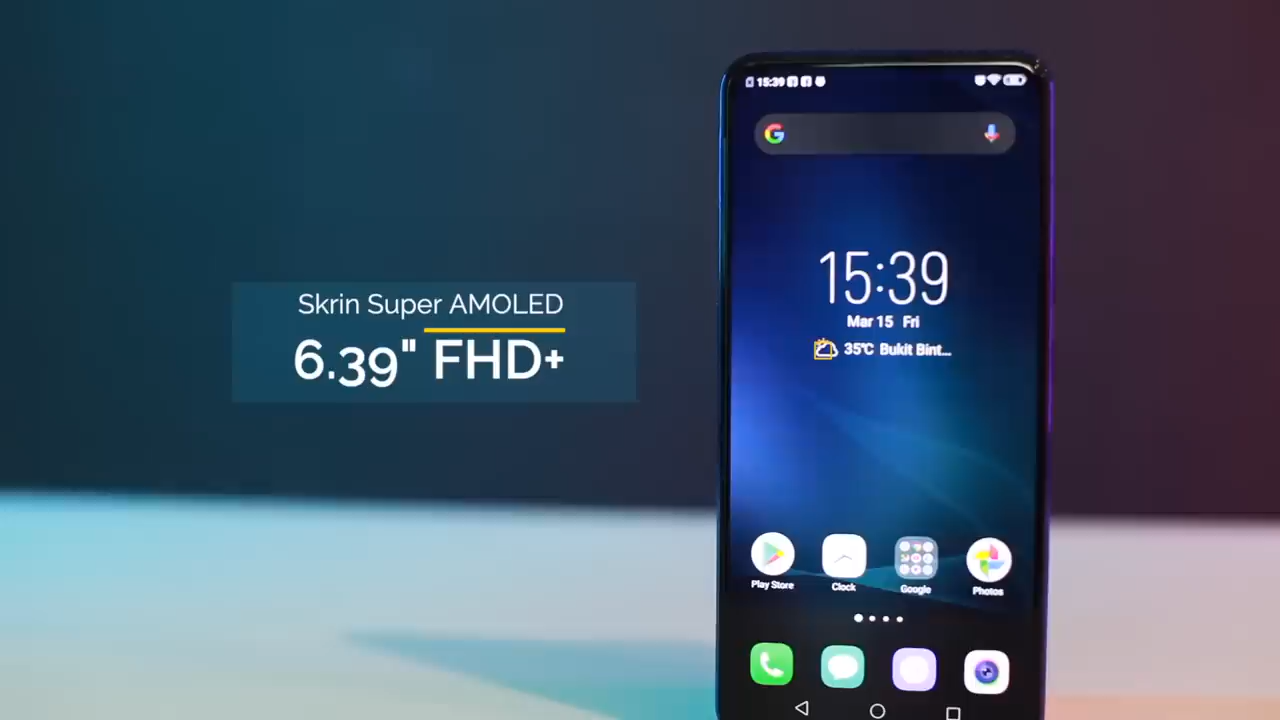 15:39
Skrin Super AMOLED
6.39" FHD+
15:39
Mar 15 Fri
35℃ Bukit Bint...
Play Store
Clock
Google
Photos